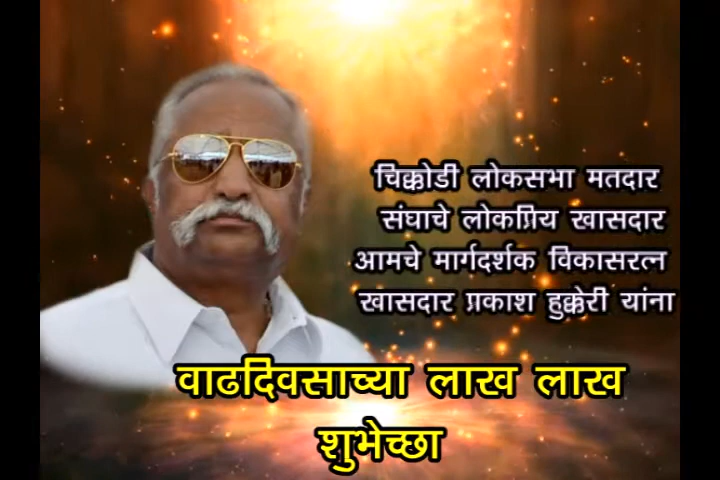 चिक्कोडी लोकसभा मतदार
संघाचे लोकप्रिय खासदार
आमचे मार्गदर्शक विकासरत्न
खासदार प्रकाश हुक्केरी यांना
वाढदिवसाच्या लाख लाख
शुभेच्छा